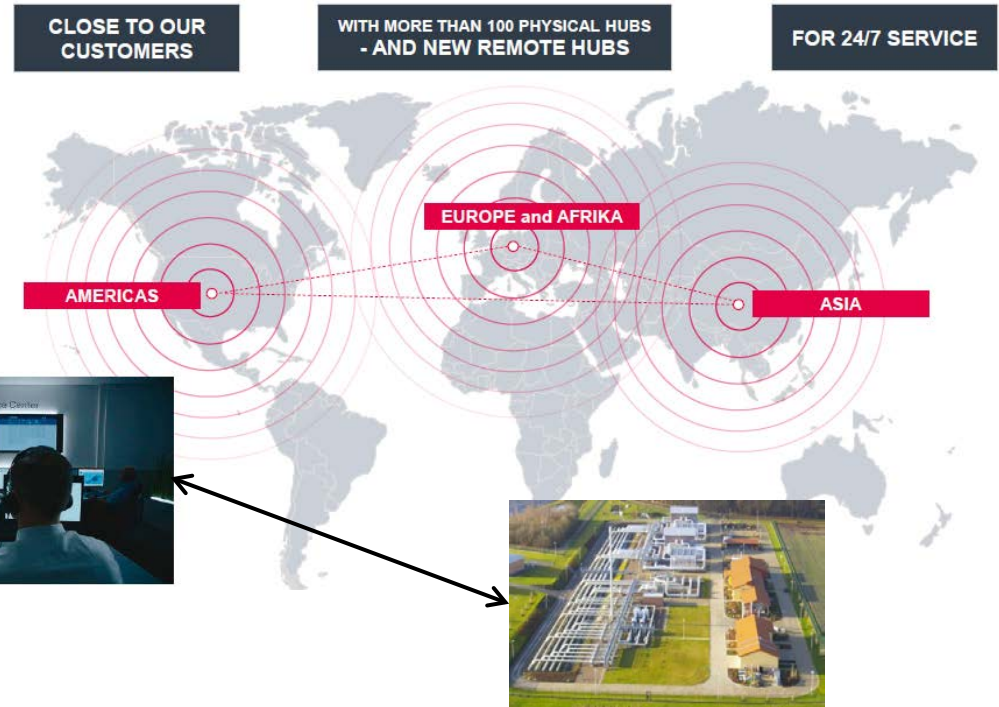 CLOSE TO OUR
CUSTOMERS
WITH MORE THAN 100 PHYSICAL HUBS
- AND NEW REMOTE HUBS
FOR 24/7 SERVICE
EUROPE and AFRIKA
AMERICAS
ASIA
Center